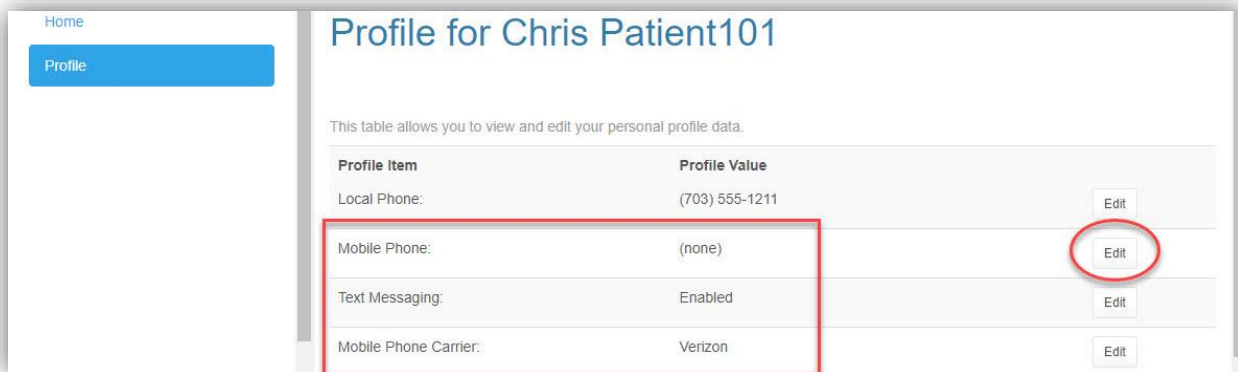 Home
Profile
Profile for Chris Patient101
This table allows you to view and edit your personal profile data.
Profile Item Profile Value
Local Phone: (703) 555-1211 Edit
Mobile Phone: (none) Edit
Text Messaging: Enabled Edit
Mobile Phone Carrier: Verizon Edit